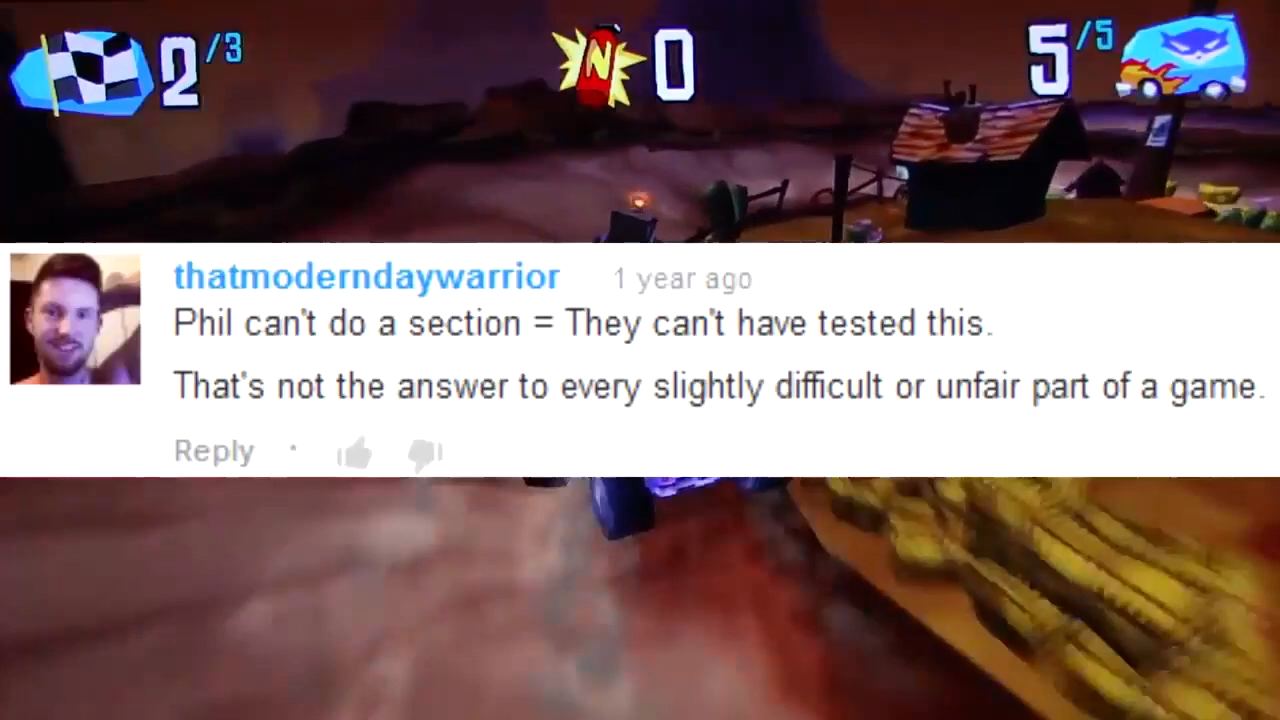 2/3 N 0 5/5
thatmoderndaywarrior 1 year ago
Phil can't do a section = They can't have tested this.
That's not the answer to every slightly difficult or unfair part of a game.
Reply ·